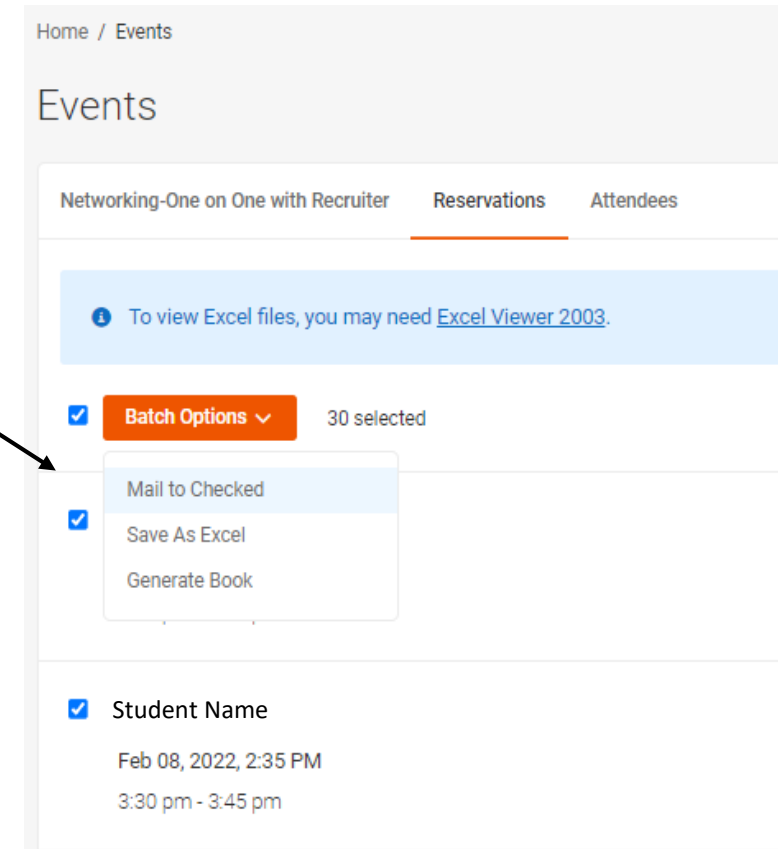 Home / Events
Events
Networking-One on One with Recruiter Reservations Attendees
To view Excel files, you may need Excel Viewer 2003.
Batch Options 30 selected
Mail to Checked
Save As Excel
Generate Book
Student Name
Feb 08, 2022, 2:35 PM
3:30 pm - 3:45 pm